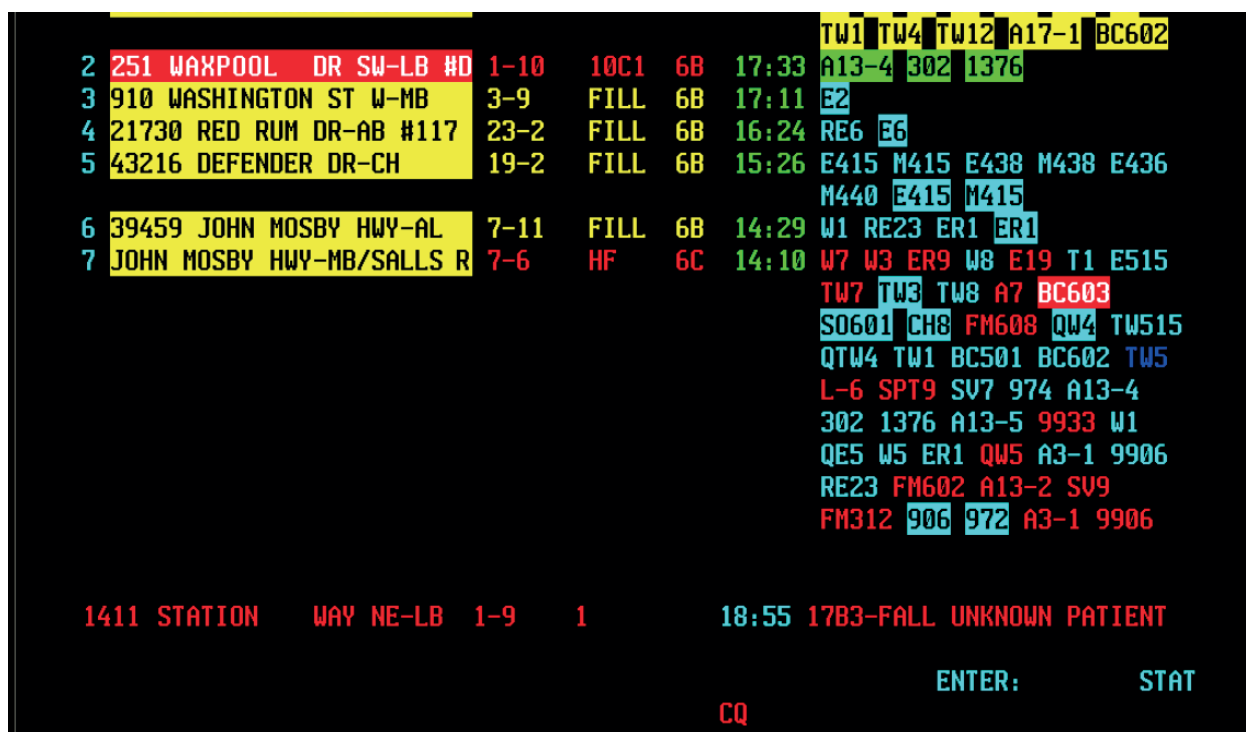 TW1 TW4 TW12 A17-1 BC602
2 251 WAXPOOL DR SW-LB #D 1-10 10C1 6B 17:33 A13-4 302 1376
3 910 WASHINGTON ST W-MB 3-9 FILL 6B 17:11 E2
4 21730 RED RUM DR-AB #117 23-2 FILL 6B 16:24 RE6 E6
5 43216 DEFENDER DR-CH 19-2 FILL 6B 15:26 E415 M415 E438 M438 E436
M440 E415 M415
6 39459 JOHN MOSBY HWY-AL 7-11 FILL 6B 14:29 W1 RE23 ER1 ER1
7 JOHN MOSBY HWY-MB/SALLS R 7-6 HF 6C 14:10 W7 W3 ER9 W8 E19 T1 E515
TW7 TW3 TW8 A7 BC603
SO601 CH8 FM608 QW4 TW515
QTW4 TW1 BC501 BC602 TW5
L-6 SPT9 SV7 974 A13-4
302 1376 A13-5 9933 W1
QE5 W5 ER1 QW5 A3-1 9906
RE23 FM602 A13-2 SV9
FM312 906 972 A3-1 9906
1411 STATION WAY NE-LB 1-9 1 18:55 17B3-FALL UNKNOWN PATIENT
ENTER: STAT
CQ